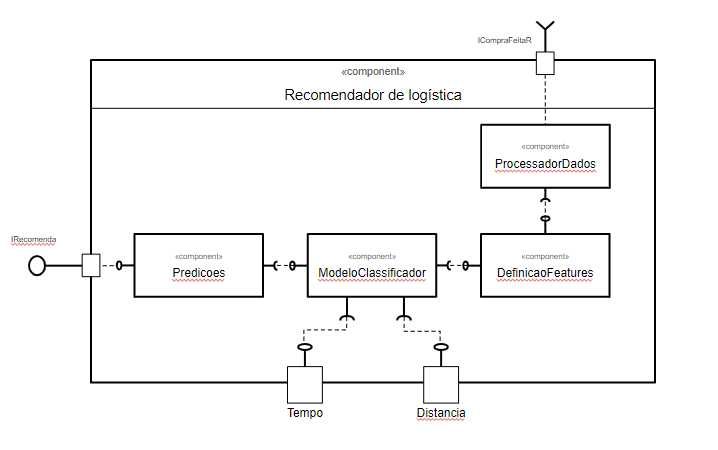 ICompraFeitaR
«component»
Recomendador de logística
«component»
ProcessadorDados
IRecomenda
«component»
Predicoes
«component»
ModeloClassificador
«component»
DefinicaoFeatures
Tempo
Distancia